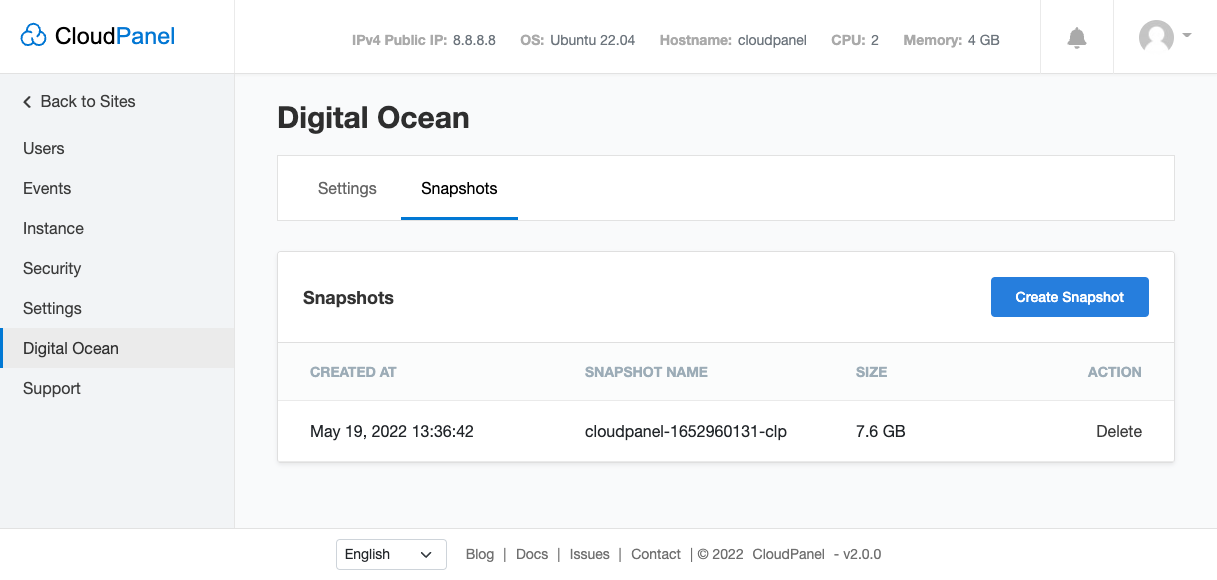 CloudPanel
IPv4 Public IP: 8.8.8.8 OS: Ubuntu 22.04 Hostname: cloudpanel CPU: 2 Memory: 4 GB
Back to Sites
Users
Events
Instance
Security
Settings
Digital Ocean
Support
Digital Ocean
Settings Snapshots
Snapshots
Create Snapshot
CREATED AT SNAPSHOT NAME SIZE ACTION
May 19, 2022 13:36:42 cloudpanel-1652960131-clp 7.6 GB Delete
English Blog | Docs | Issues | Contact | © 2022 CloudPanel - v2.0.0